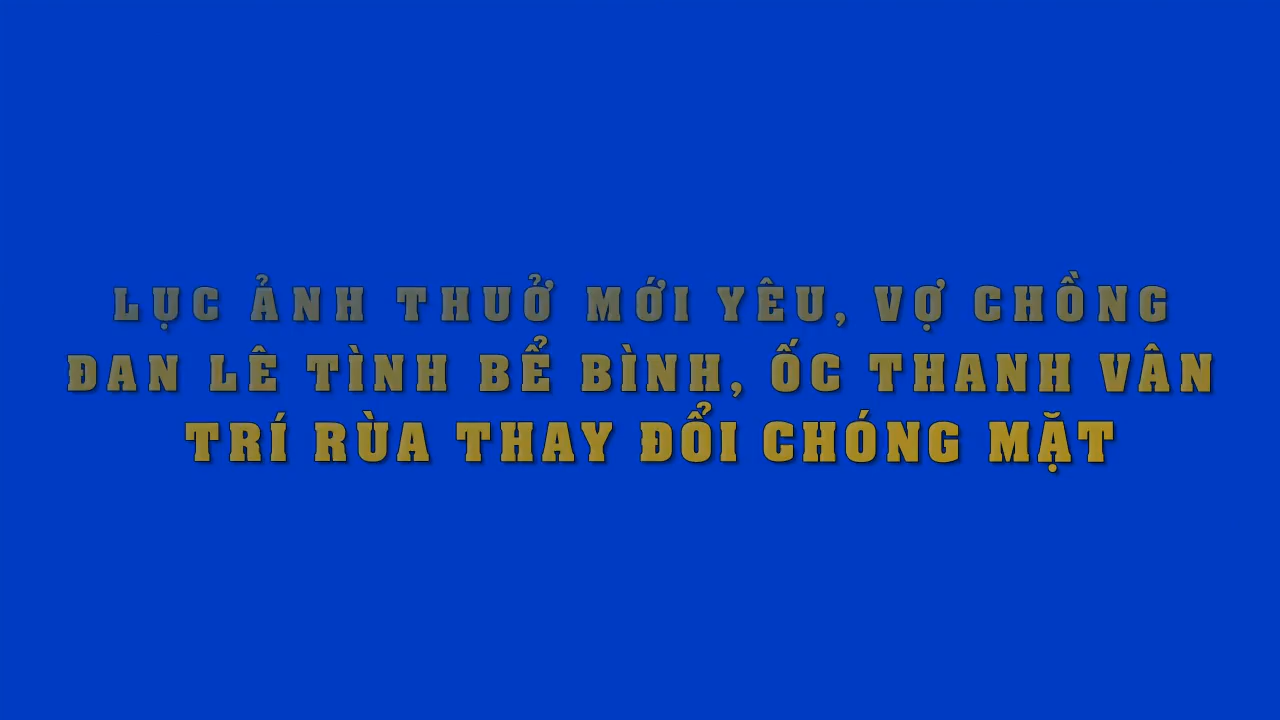 LỤC ẢNH THUỞ MỚI YÊU, VỢ CHỒNG
ĐAN LÊ TÌNH BỂ BÌNH, ỐC THANH VÂN
TRÍ RÙA THAY ĐỔI CHÓNG MẶT